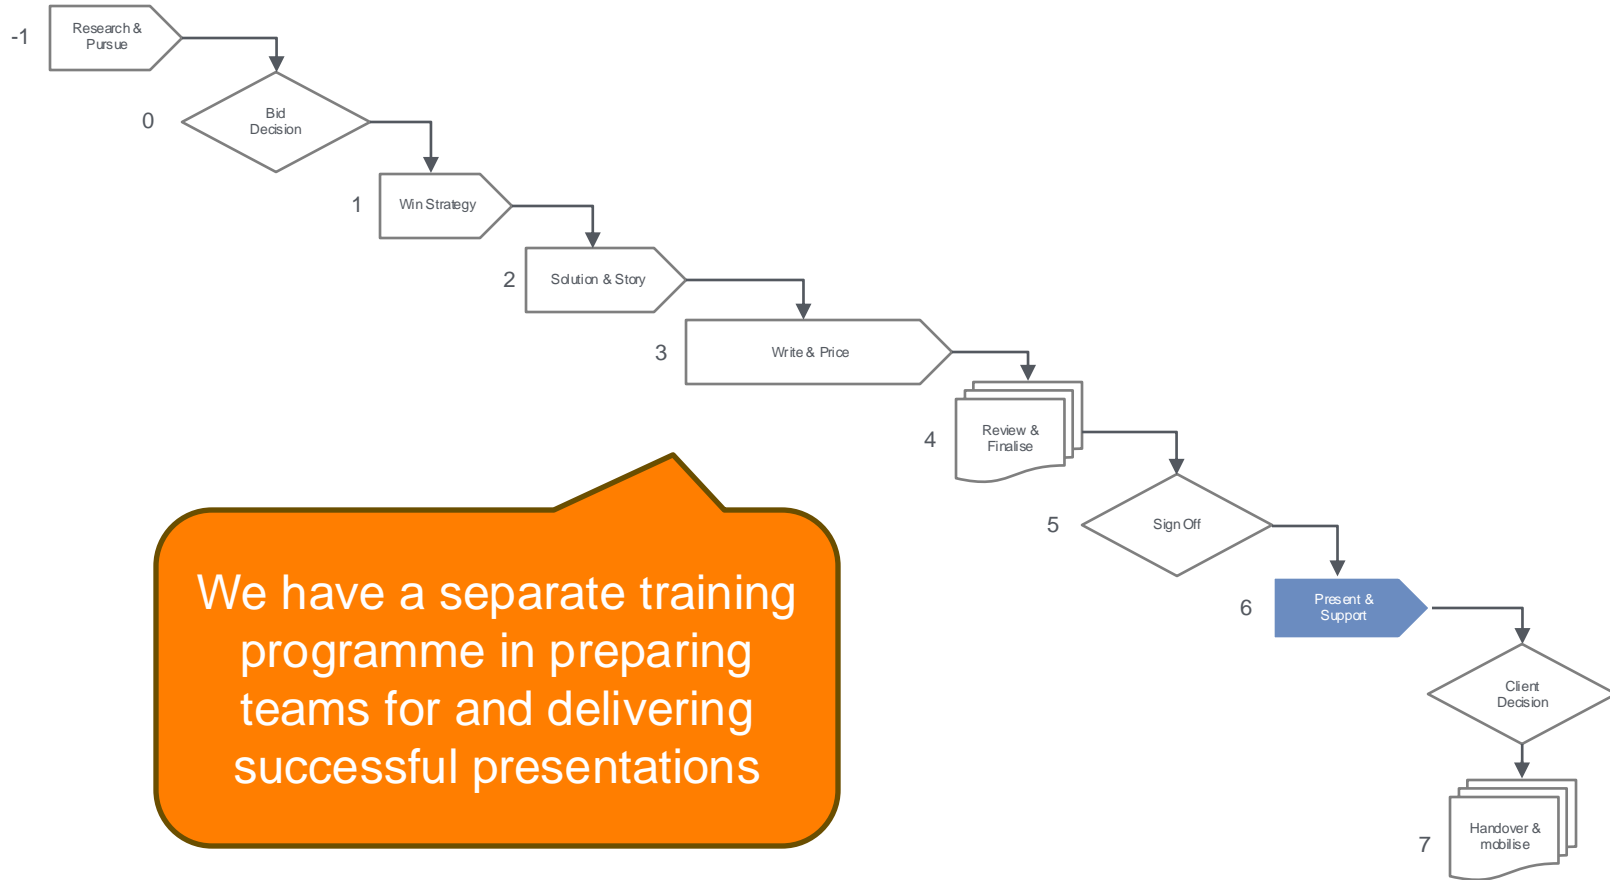 -1
Research &
Pursue
0
Bid
Decision
1
Win Strategy
2
Solution & Story
3
Write & Price
4
Review &
Finalise
5
Sign Off
6
Present &
Support
Client
Decision
7
Handover &
mobilise
We have a separate training
programme in preparing
teams for and delivering
successful presentations